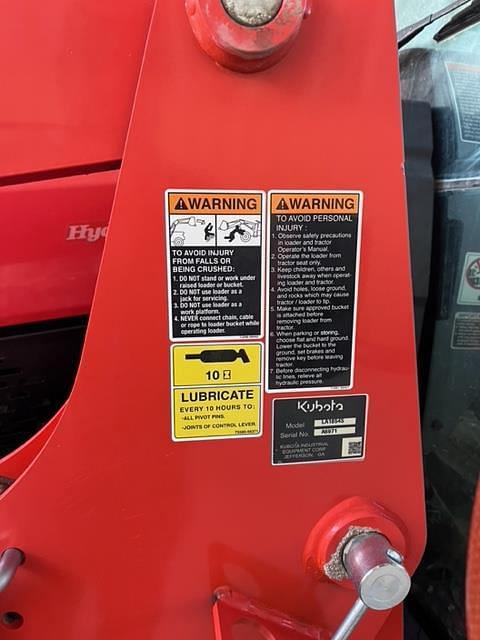 Hyd
⚠WARNING
TO AVOID INJURY
FROM FALLS OR
BEING CRUSHED:
1. DO NOT stand or work under
raised loader or bucket.
2. DO NOT use loader as a
jack for servicing.
3. DO NOT use loader as a
work platform.
4. NEVER connect chain, cable
or rope to loader bucket while
operating loader.
⚠WARNING
TO AVOID PERSONAL
INJURY :
1. Observe safety precautions
in loader and tractor
Operator's Manual.
2. Operate the loader from
tractor seat only.
3. Keep children, others and
livestock away when operat-
ing loader and tractor.
4. Avoid holes, loose ground,
and rocks which may cause
tractor / loader to tip.
5. Make sure approved bucket
is attached before
removing loader from
tractor.
6. When parking or storing,
choose flat and hard ground.
Lower the bucket to the
ground, set brakes and
remove key before leaving
tractor.
7. Before disconnecting hydrau-
lic lines, relieve all
hydraulic pressure.
10
LUBRICATE
EVERY 10 HOURS TO:
-ALL PIVOT PINS.
-JOINTS OF CONTROL LEVER.
Kubota
Model LA1854S
Serial No. A6971
KUBOTA INDUSTRIAL
EQUIPMENT CORP.
JEFFERSON, GA